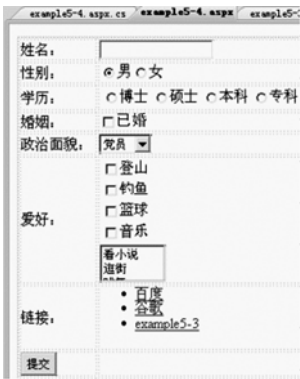 example5-4.aspx.cs example5-4.aspx example5-
姓名:
性别: 男 女
学历: 博士 硕士 本科 专科
婚姻: 已婚
政治面貌: 党员
登山
钓鱼
爱好: 篮球
音乐
看小说
逛街
百度
谷歌
链接: example5-3
提交